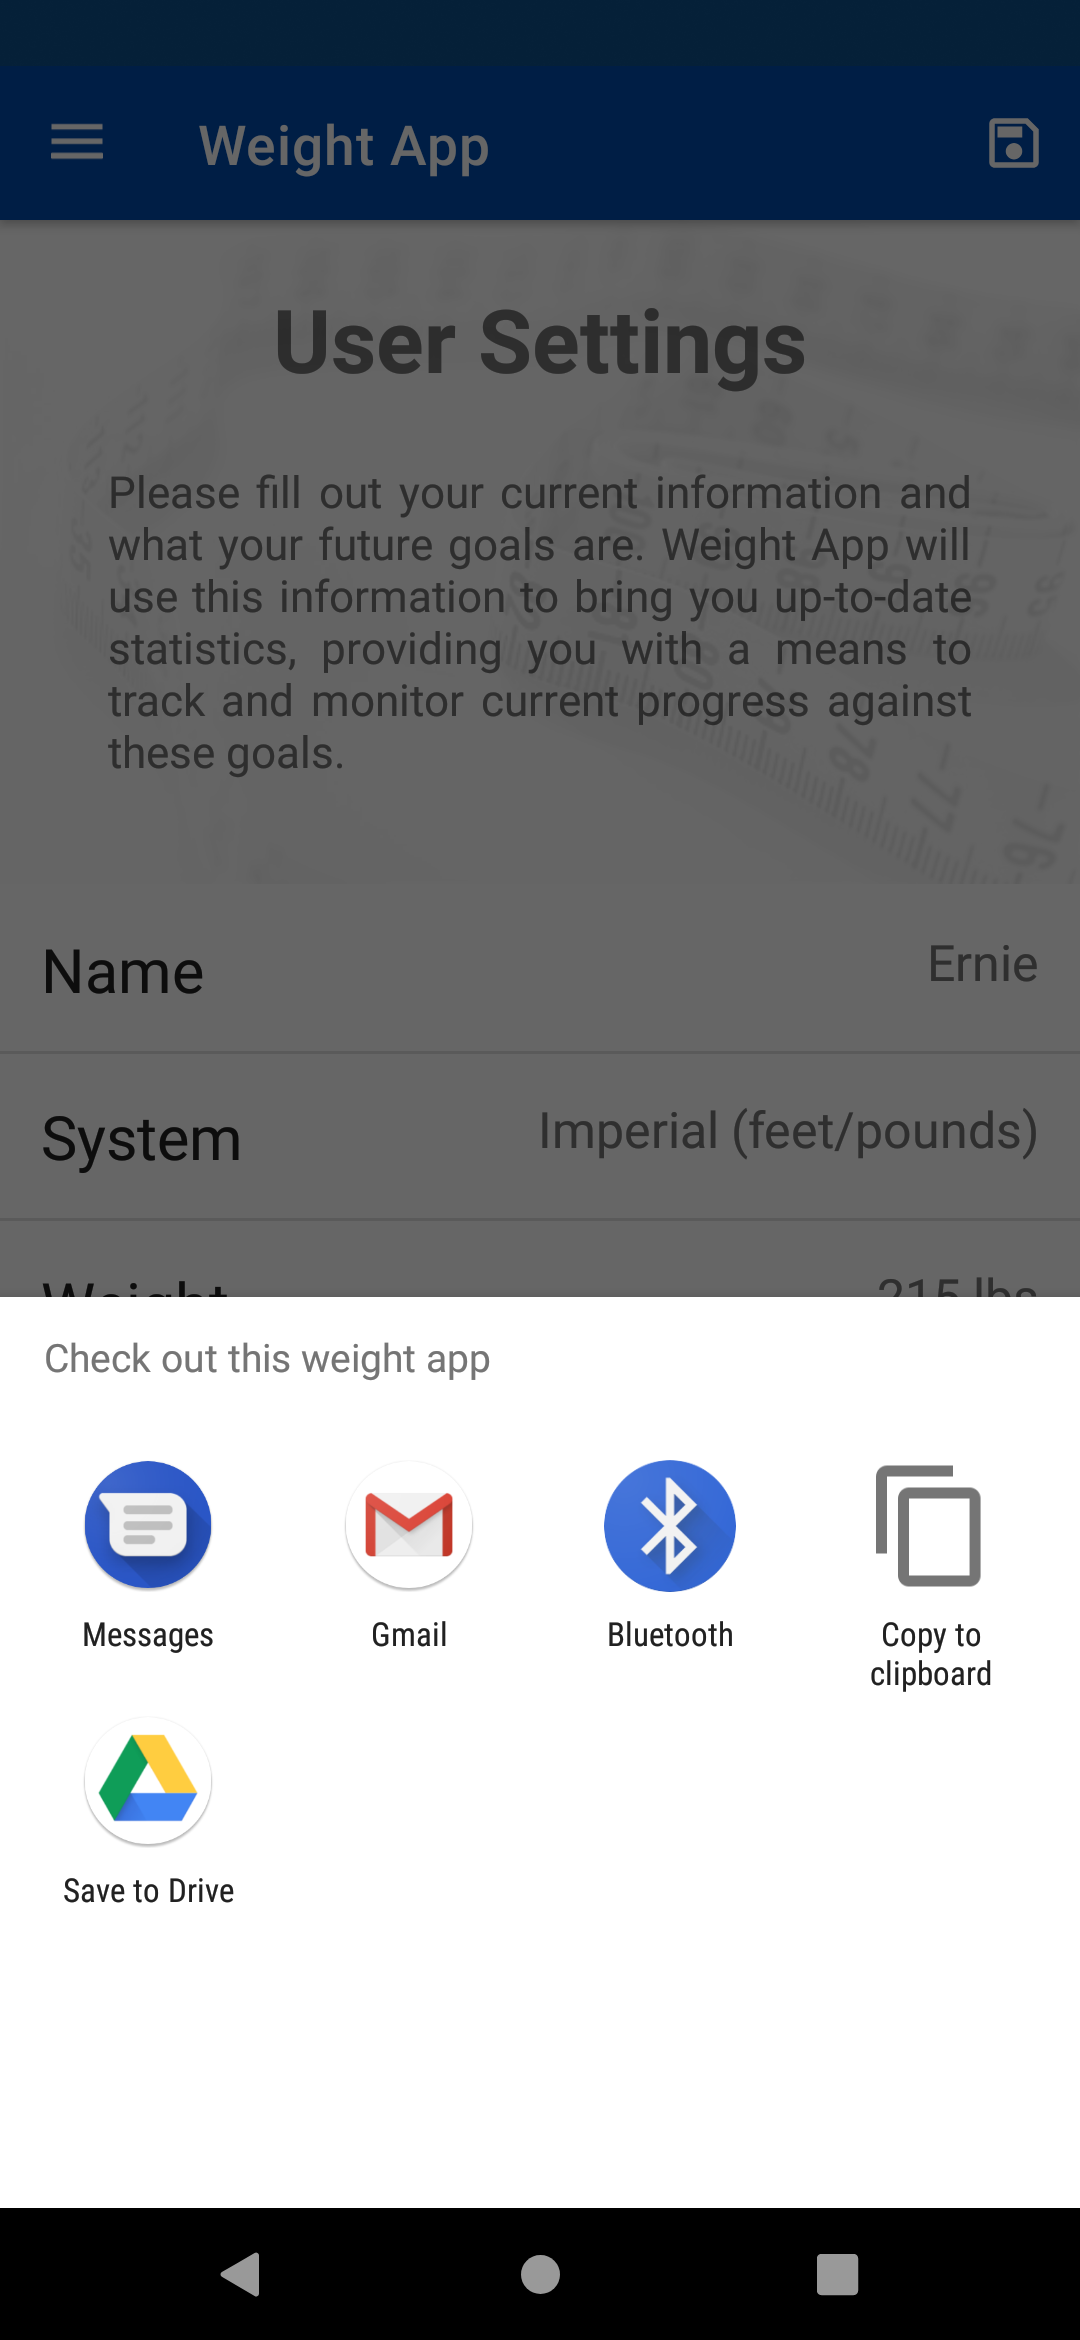 Weight App
User Settings
Please fill out your current information and
what your future goals are. Weight App will
use this information to bring you up-to-date
statistics, providing you with a means to
track and monitor current progress against
these goals.
Name
Ernie
System
Imperial (feet/pounds)
Weight
215 lbs
Check out this weight app
Messages
Gmail
Bluetooth
Copy to
clipboard
Save to Drive